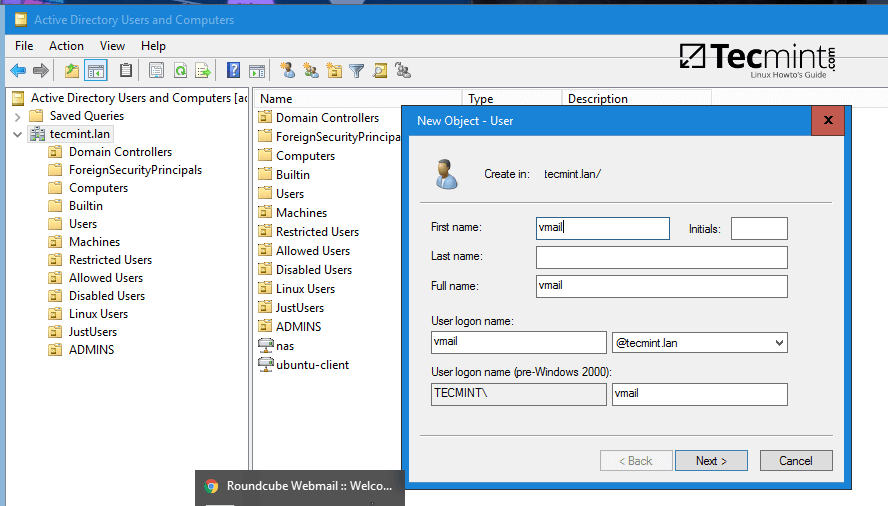 Active Directory Users and Computers
File Action View Help
Tecmint.com
Linux Howto's Guide
Active Directory Users and Computers [ac
Saved Queries
tecmint.lan
Domain Controllers
ForeignSecurityPrincipals
Computers
Builtin
Users
Machines
Restricted Users
Allowed Users
Disabled Users
Linux Users
JustUsers
ADMINS
Name Type Description
Domain Controllers
ForeignSecurityPrincipa
Computers
Builtin
Users
Machines
Restricted Users
Allowed Users
Disabled Users
Linux Users
JustUsers
ADMINS
nas
ubuntu-client
New Object - User
Create in: tecmint.lan/
First name: vmail Initials:
Last name:
Full name: vmail
User logon name:
vmail @tecmint.lan
User logon name (pre-Windows 2000):
TECMINT\ vmail
< Back Next > Cancel
Roundcube Webmail :: Welco...